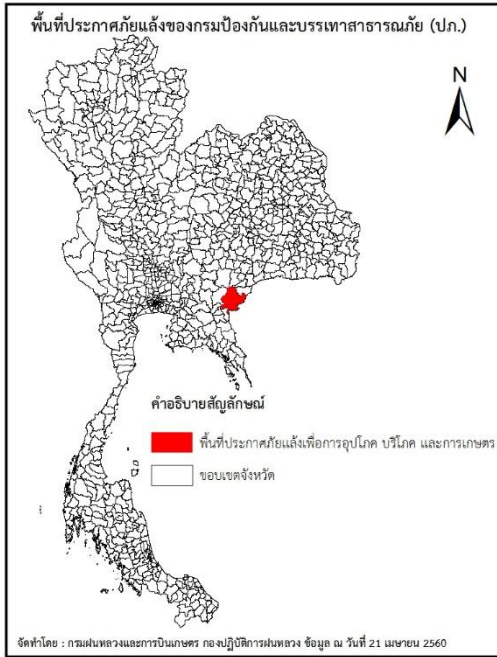 พื้นที่ประกาศภัยแล้งของกรมป้องกันและบรรเทาสาธารณภัย (ปภ.)
N
คำอธิบายสัญลักษณ์
พื้นที่ประกาศภัยแล้งเพื่อการอุปโภค บริโภค และการเกษตร
ขอบเขตจังหวัด
จัดทำโดย : กรมฝนหลวงและการบินเกษตร กองปฏิบัติการฝนหลวง ข้อมูล ณ วันที่ 21 เมษายน 2560